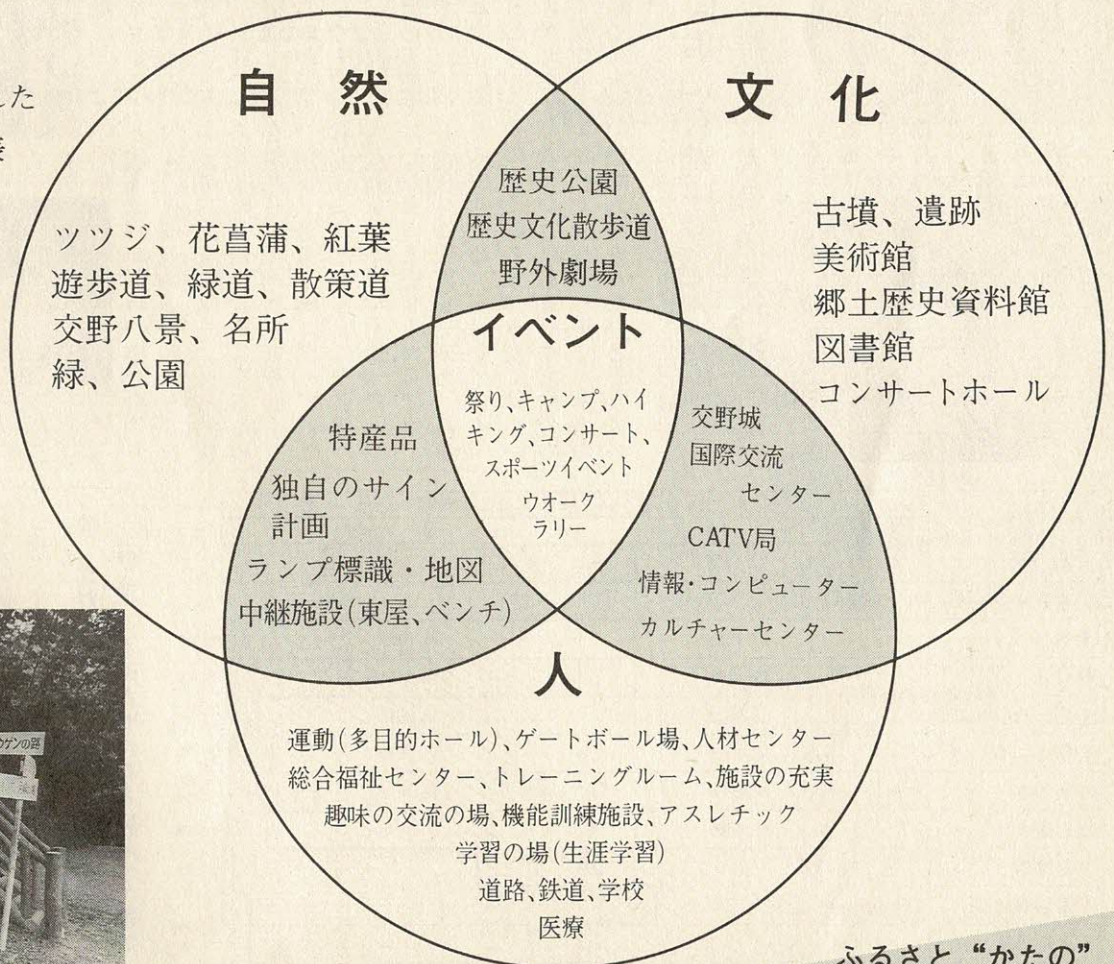 自然
ツツジ、花菖蒲、紅葉
遊歩道、緑道、散策道
交野八景、名所
緑、公園
文化
古墳、遺跡
美術館
郷土歴史資料館
図書館
コンサートホール
歴史公園
歴史文化散歩道
野外劇場
イベント
祭り、キャンプ、ハイ
キング、コンサート、
スポーツイベント
ウオーク
ラリー
特産品
独自のサイン
計画
ランプ標識・地図
中継施設(東屋、ベンチ)
交野城
国際交流
センター
CATV局
情報・コンピューター
カルチャーセンター
人
運動(多目的ホール)、ゲートボール場、人材センター
総合福祉センター、トレーニングルーム、施設の充実
趣味の交流の場、機能訓練施設、アスレチック
学習の場(生涯学習)
道路、鉄道、学校
医療
ふるさと“かたの”